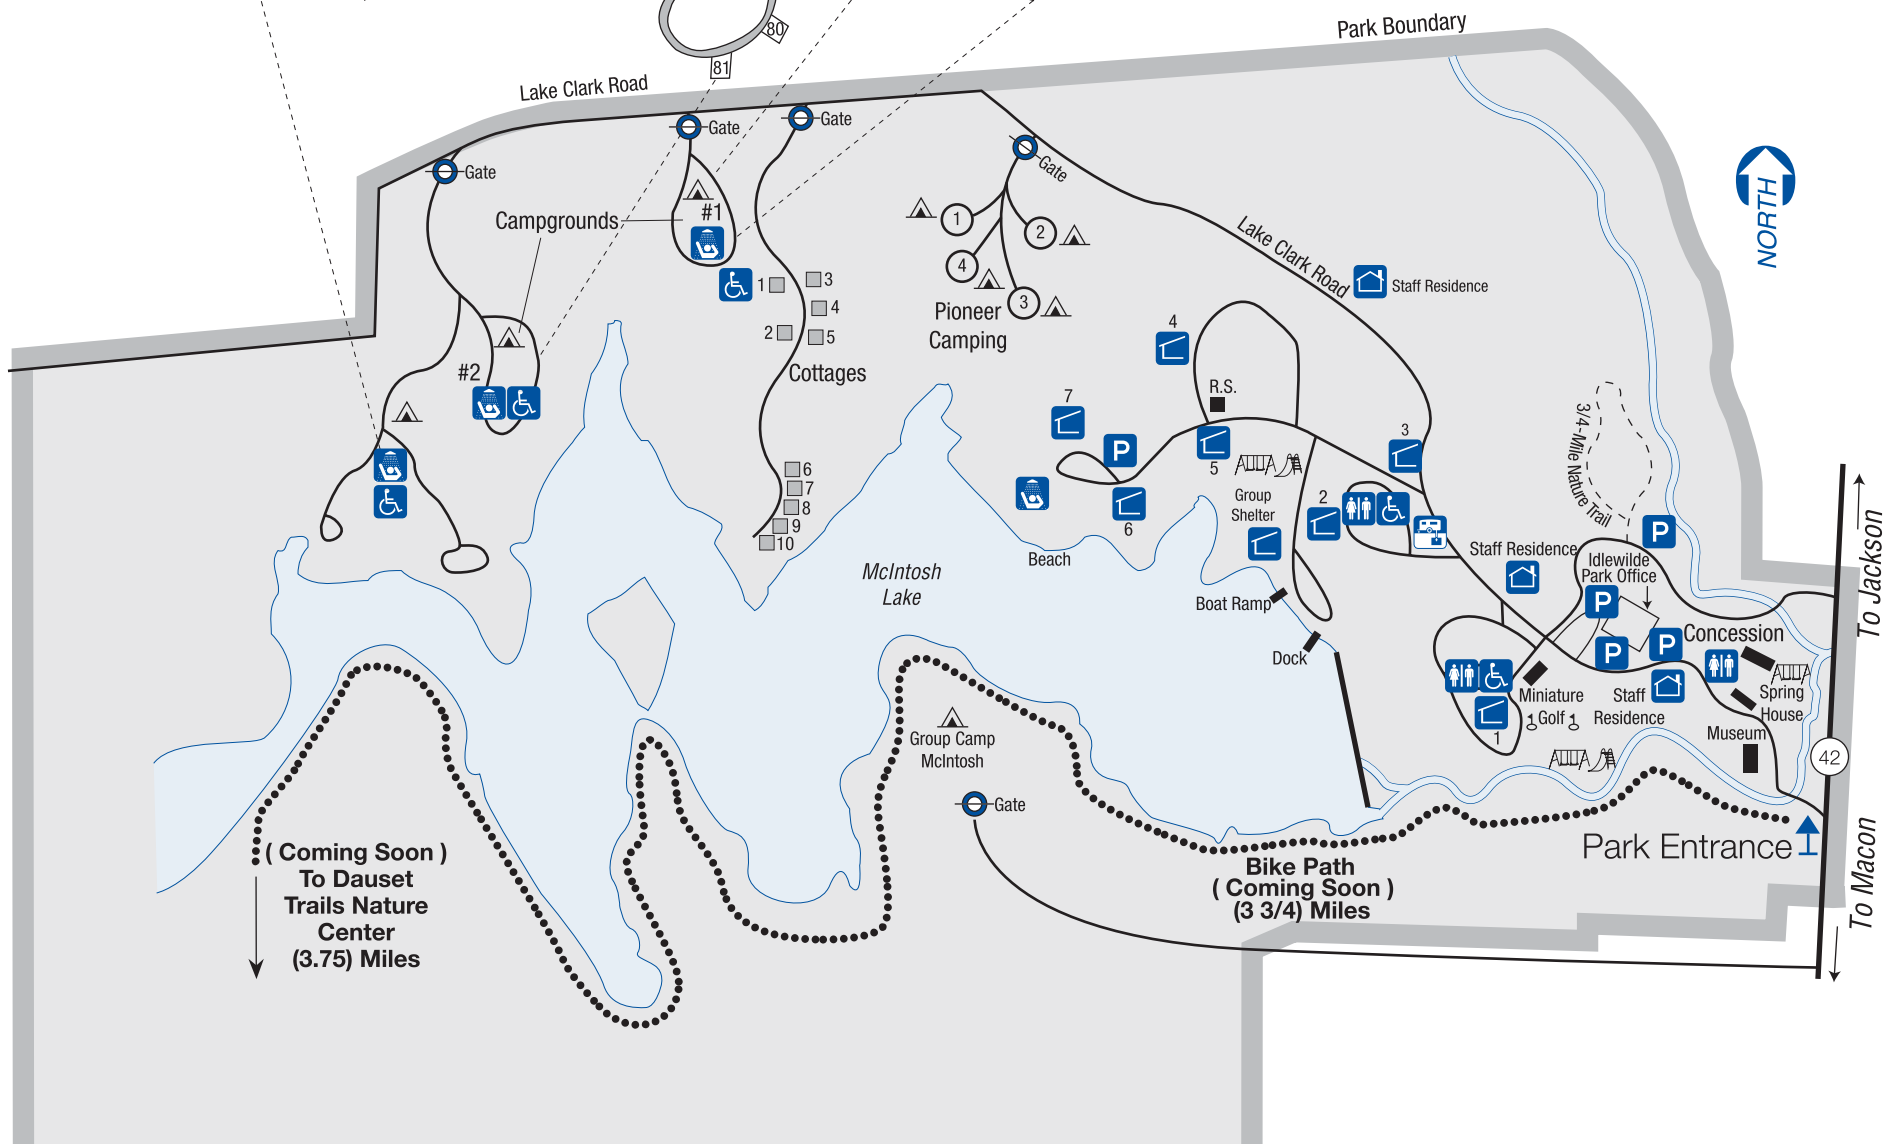 80
81
Park Boundary
Lake Clark Road
Gate
Gate
Gate
Gate
NORTH
Campgrounds
#1
#2
1
2
3
4
5
Cottages
6
7
8
9
10
1
2
4
3
Pioneer
Camping
Lake Clark Road
Staff Residence
4
R.S.
7
P
5
6
3
2
Group
Shelter
3/4-Mile Nature Trail
P
Staff Residence
Idlewilde
Park Office
P
P
P
Concession
Beach
McIntosh
Lake
Boat Ramp
Dock
Miniature
Golf
1
Staff
Residence
Spring
House
Museum
To Jackson
42
To Macon
Group Camp
McIntosh
Gate
Park Entrance
( Coming Soon )
To Dauset
Trails Nature
Center
(3.75) Miles
Bike Path
( Coming Soon )
(3 3/4) Miles